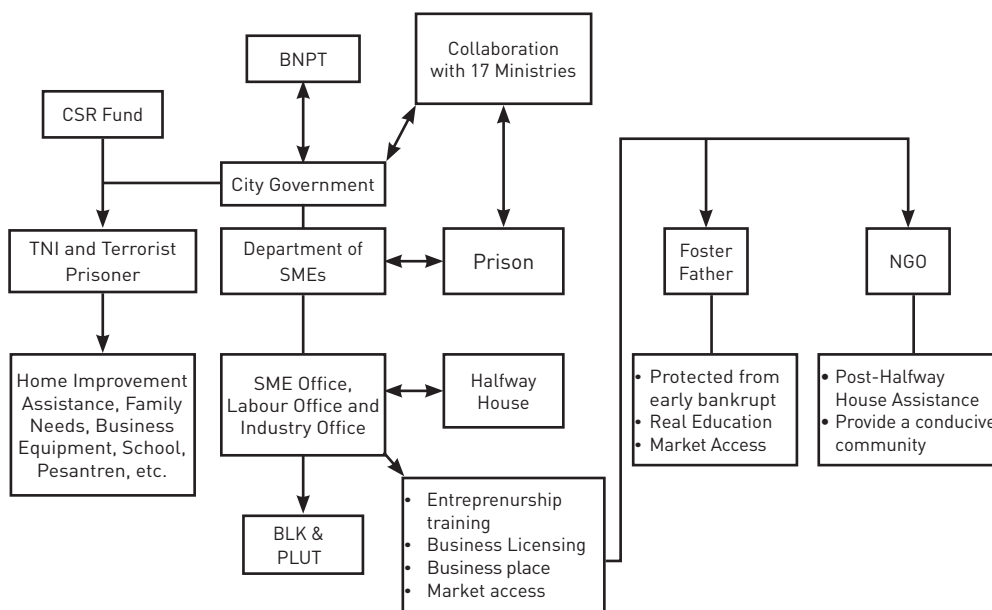 BNPT
Collaboration
with 17 Ministries
CSR Fund
City Government
TNI and Terrorist
Prisoner
Department of
SMEs
Prison
Foster
Father
NGO
Home Improvement
Assistance, Family
Needs, Business
Equipment, School,
Pesantren, etc.
SME Office,
Labour Office and
Industry Office
Halfway
House
• Protected from
early bankrupt
• Real Education
• Market Access
• Post-Halfway
House Assistance
• Provide a conducive
community
BLK &
PLUT
• Entreprenurship
training
• Business Licensing
• Business place
• Market access